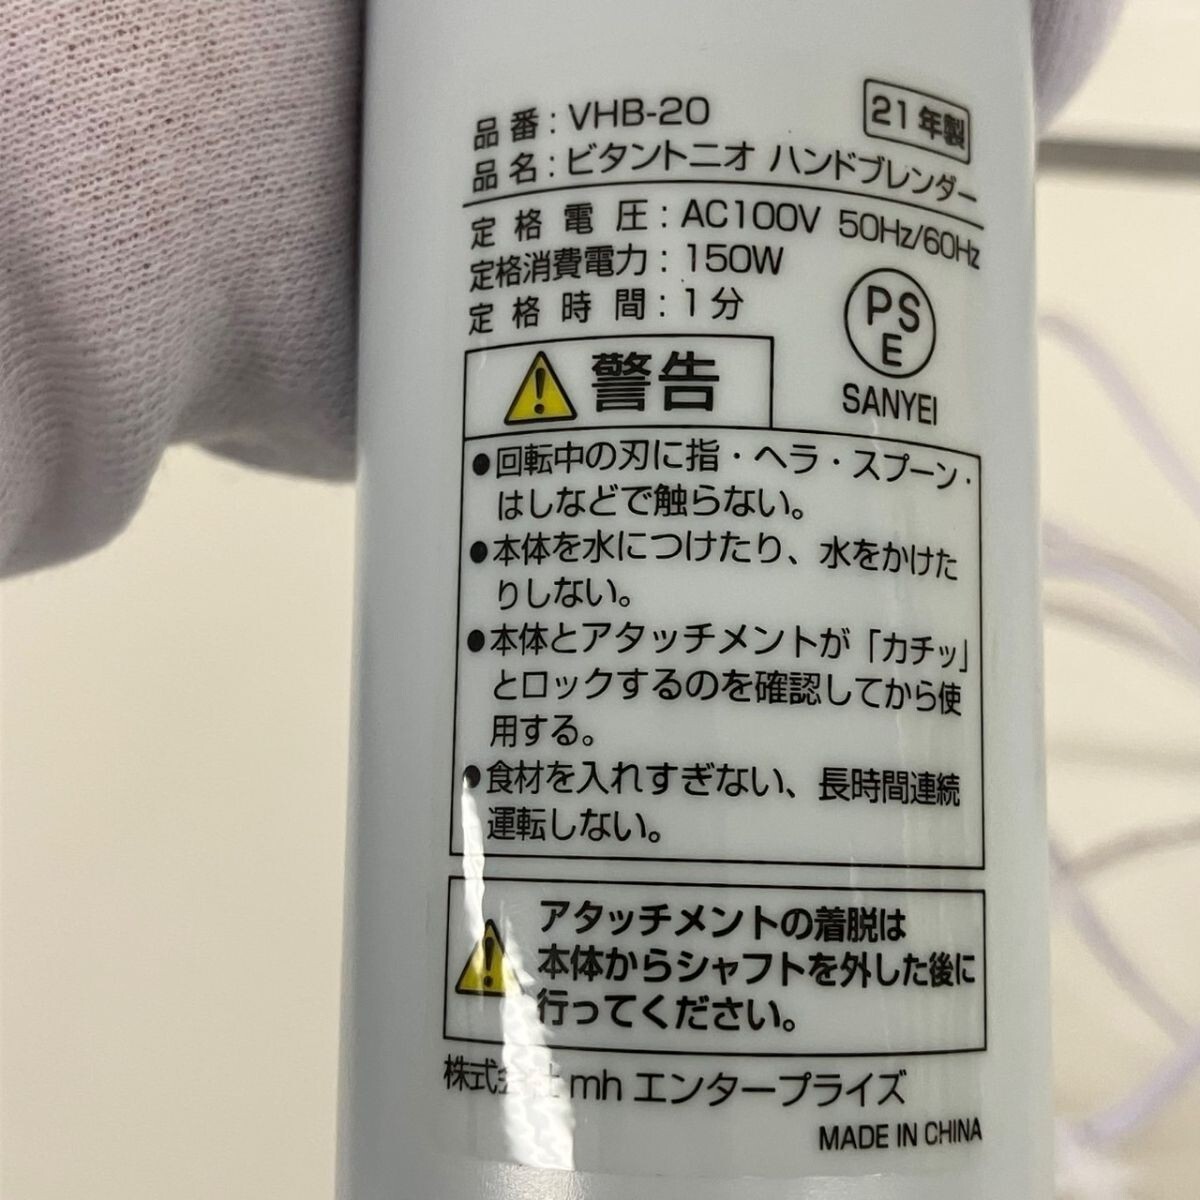 品番：VHB-20
21年製
品名：ビタントニオ ハンドブレンダー
定格電圧：AC100V 50Hz/60Hz
定格消費電力：150W
定格時間：1分
PS
E
SANYEI
警告
●回転中の刃に指・ヘラ・スプーン・
はしなどで触らない。
●本体を水につけたり、水をかけた
りしない。
●本体とアタッチメントが「カチッ」
とロックするのを確認してから使
用する。
●食材を入れすぎない、長時間連続
運転しない。
アタッチメントの着脱は
本体からシャフトを外した後に
行ってください。
株式会社mhエンタープライズ
MADE IN CHINA